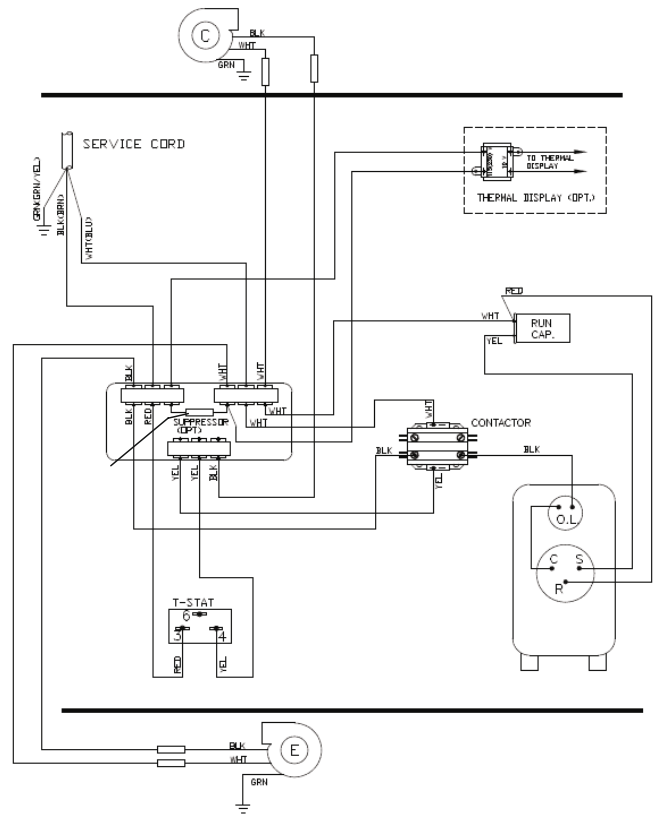 C
BLK
WHT
GRN
SERVICE CORD
GRN(GRN/YEL)
BLK(BRN)
WHT(BLU)
TO THERMAL
DISPLAY
THERMAL DISPLAY (OPT.)
RED
WHT
RUN
CAP.
YEL
BLK
WHT
WHT
BLK
RED
SUPPRESSOR
(OPT)
WHT
WHT
WHT
CONTACTOR
BLK
BLK
YEL
YEL
YEL
BLK
O.L.
C S
R
T-STAT
6
3 4
RED
YEL
BLK
WHT
E
GRN